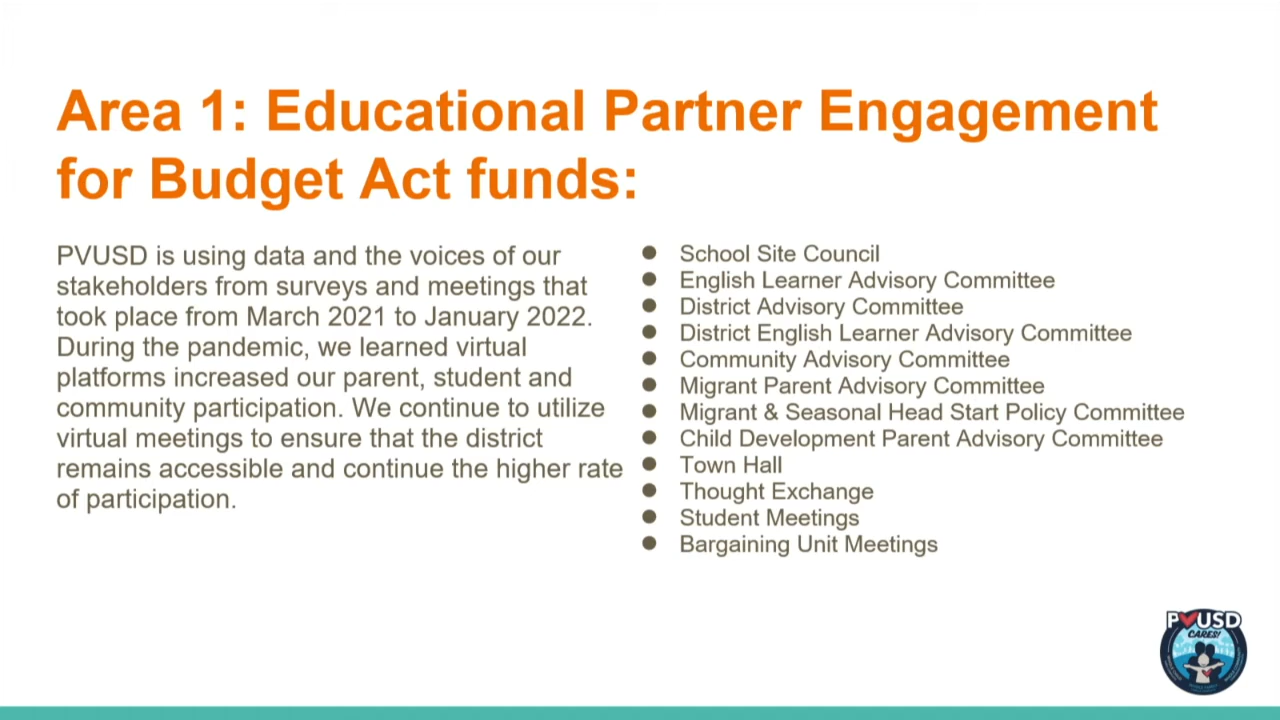 Area 1: Educational Partner Engagement
for Budget Act funds:
PVUSD is using data and the voices of our
stakeholders from surveys and meetings that
took place from March 2021 to January 2022.
During the pandemic, we learned virtual
platforms increased our parent, student and
community participation. We continue to utilize
virtual meetings to ensure that the district
remains accessible and continue the higher rate
of participation.
● School Site Council
● English Learner Advisory Committee
● District Advisory Committee
● District English Learner Advisory Committee
● Community Advisory Committee
● Migrant Parent Advisory Committee
● Migrant & Seasonal Head Start Policy Committee
● Child Development Parent Advisory Committee
● Town Hall
● Thought Exchange
● Student Meetings
● Bargaining Unit Meetings
PVUSD
CARES!